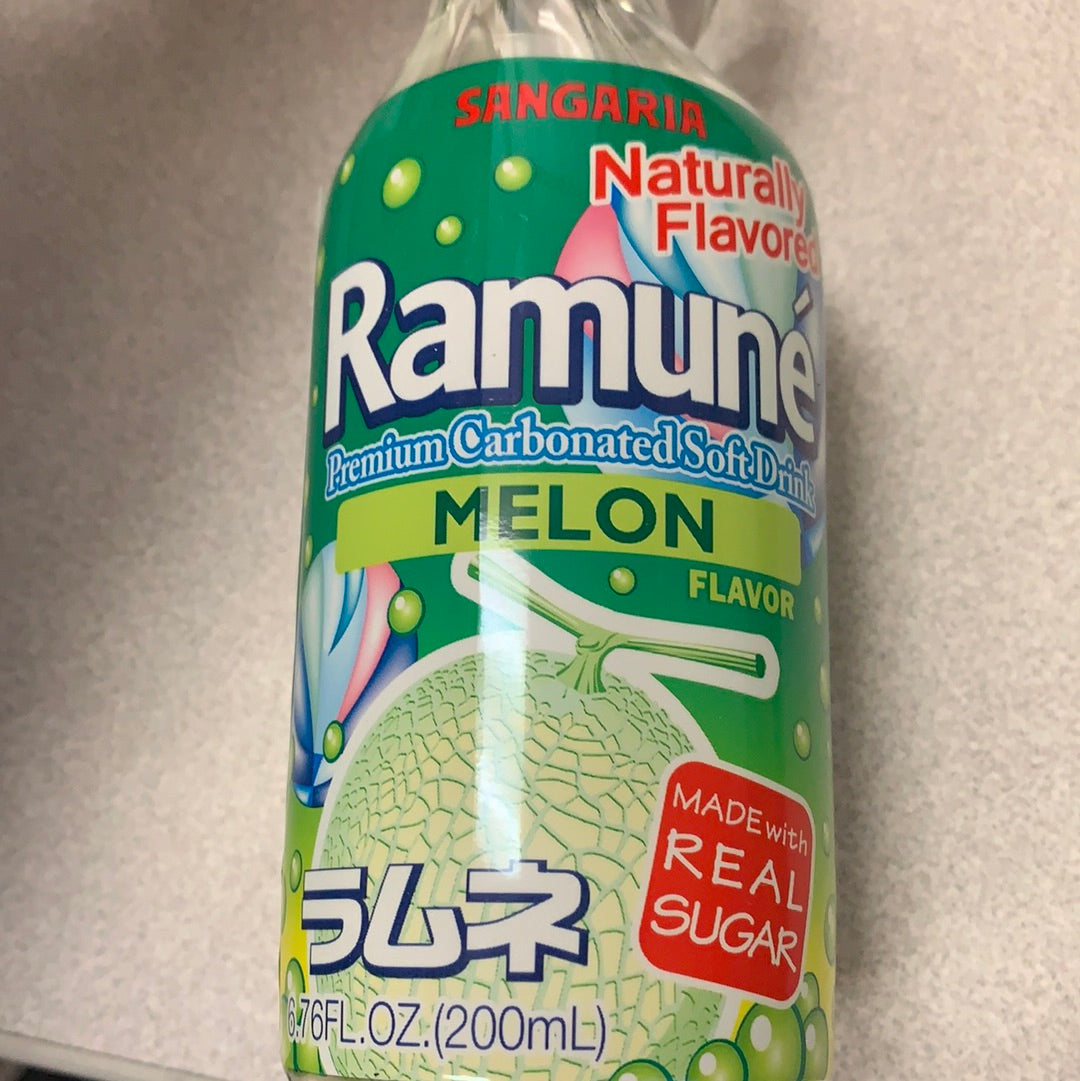 SANGARIA
Naturally
Flavored
Ramuné
Premium Carbonated Soft Drink
MELON
FLAVOR
MADE with
REAL
SUGAR
ラムネ
6.76FL.OZ.(200mL)